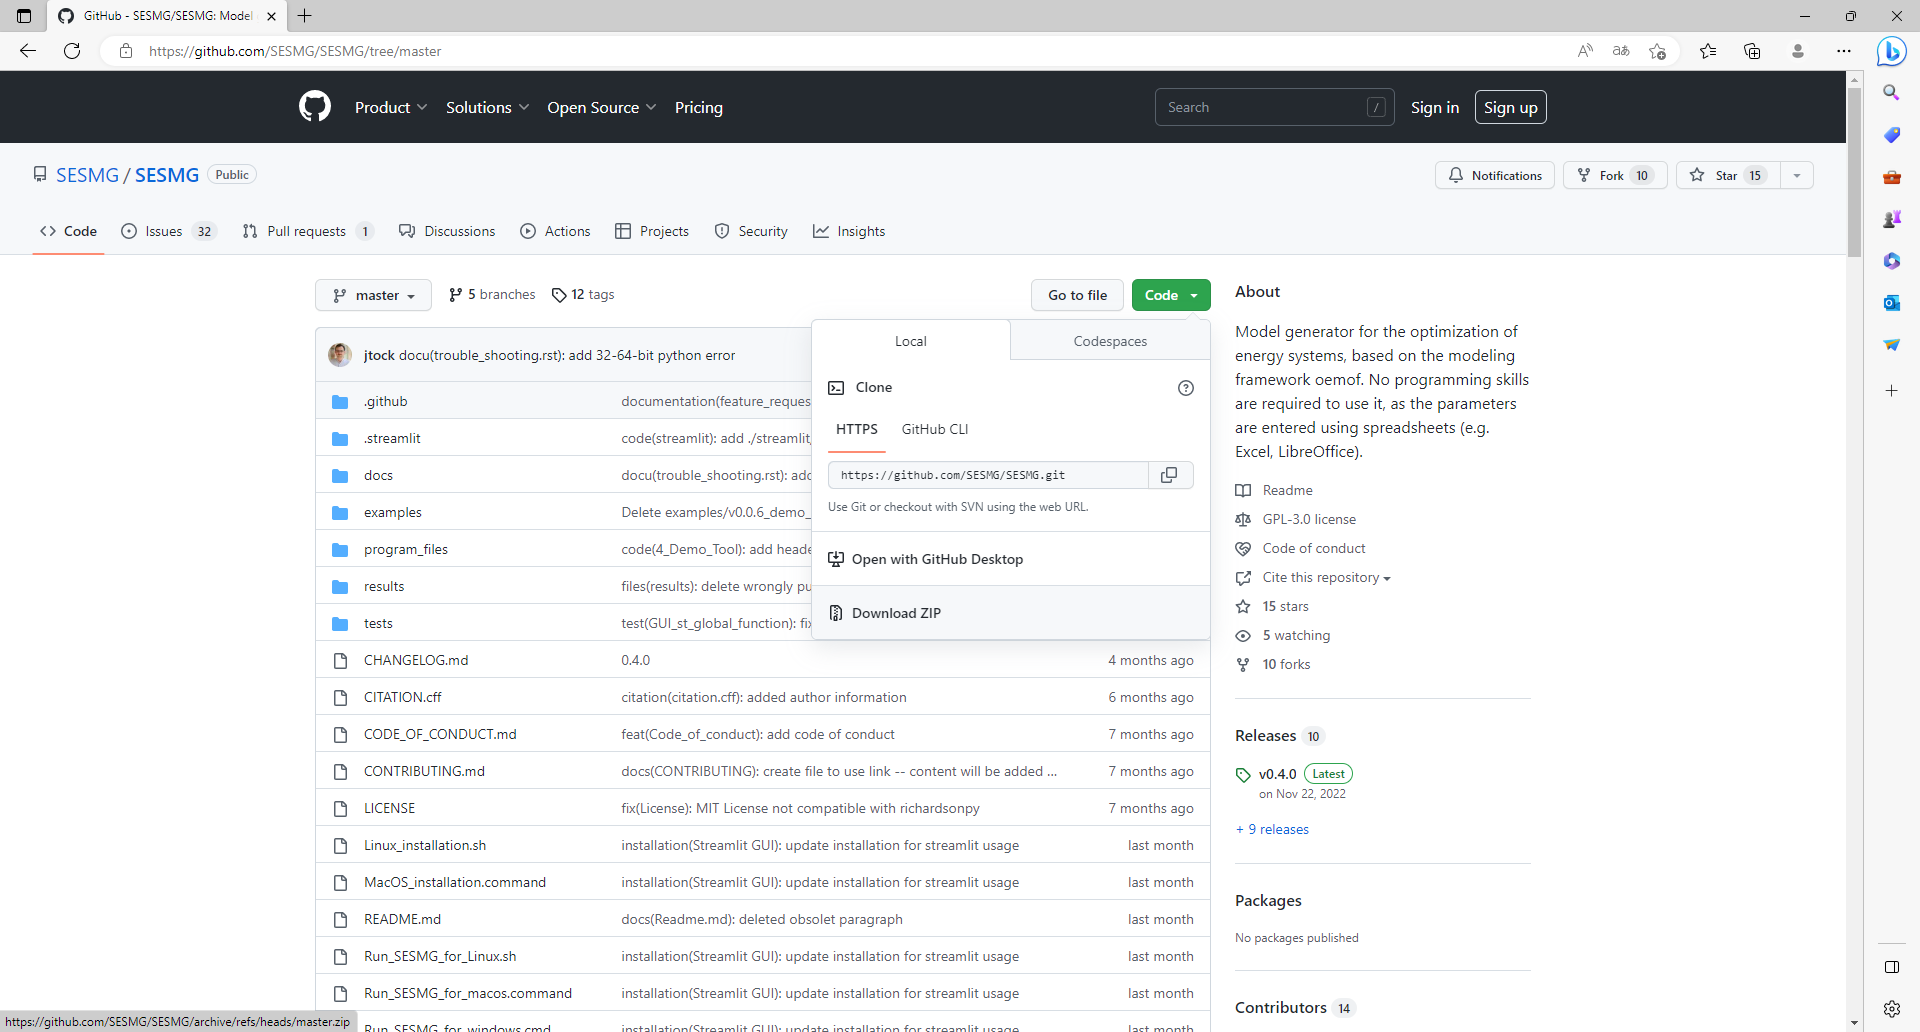 GitHub - SESMG/SESMG: Model
https://github.com/SESMG/SESMG/tree/master
Product
Solutions
Open Source
Pricing
Search
/
Sign in
Sign up
SESMG / SESMG
Public
Notifications
Fork 10
Star 15
Code
Issues 32
Pull requests 1
Discussions
Actions
Projects
Security
Insights
master
5 branches
12 tags
Go to file
Code
jtock docu(trouble_shooting.rst): add 32-64-bit python error
.github documentation(feature_reques
.streamlit code(streamlit): add ./streamlit
docs docu(trouble_shooting.rst): add
examples Delete examples/v0.0.6_demo_
program_files code(4_Demo_Tool): add heade
results files(results): delete wrongly pu
tests test(GUI_st_global_function): fix
CHANGELOG.md 0.4.0 4 months ago
CITATION.cff citation(citation.cff): added author information 6 months ago
CODE_OF_CONDUCT.md feat(Code_of_conduct): add code of conduct 7 months ago
CONTRIBUTING.md docs(CONTRIBUTING): create file to use link -- content will be added ... 7 months ago
LICENSE fix(License): MIT License not compatible with richardsonpy 7 months ago
Linux_installation.sh installation(Streamlit GUI): update installation for streamlit usage last month
MacOS_installation.command installation(Streamlit GUI): update installation for streamlit usage last month
README.md docs(Readme.md): deleted obsolet paragraph last month
Run_SESMG_for_Linux.sh installation(Streamlit GUI): update installation for streamlit usage last month
Run_SESMG_for_macos.command installation(Streamlit GUI): update installation for streamlit usage last month
Run_SESMG_for_windows.cmd installation(Streamlit GUI): update installation for streamlit usage last month
Local
Codespaces
Clone
HTTPS
GitHub CLI
https://github.com/SESMG/SESMG.git
Use Git or checkout with SVN using the web URL.
Open with GitHub Desktop
Download ZIP
About
Model generator for the optimization of
energy systems, based on the modeling
framework oemof. No programming skills
are required to use it, as the parameters
are entered using spreadsheets (e.g.
Excel, LibreOffice).
Readme
GPL-3.0 license
Code of conduct
Cite this repository
15 stars
5 watching
10 forks
Releases 10
v0.4.0 Latest
on Nov 22, 2022
+ 9 releases
Packages
No packages published
Contributors 14
https://github.com/SESMG/SESMG/archive/refs/heads/master.zip